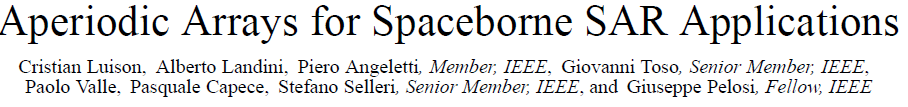 Aperiodic Arrays for Spaceborne SAR Applications
Cristian Luison, Alberto Landini, Piero Angeletti, Member, IEEE, Giovanni Toso, Senior Member, IEEE,
Paolo Valle, Pasquale Capece, Stefano Selleri, Senior Member, IEEE, and Giuseppe Pelosi, Fellow, IEEE